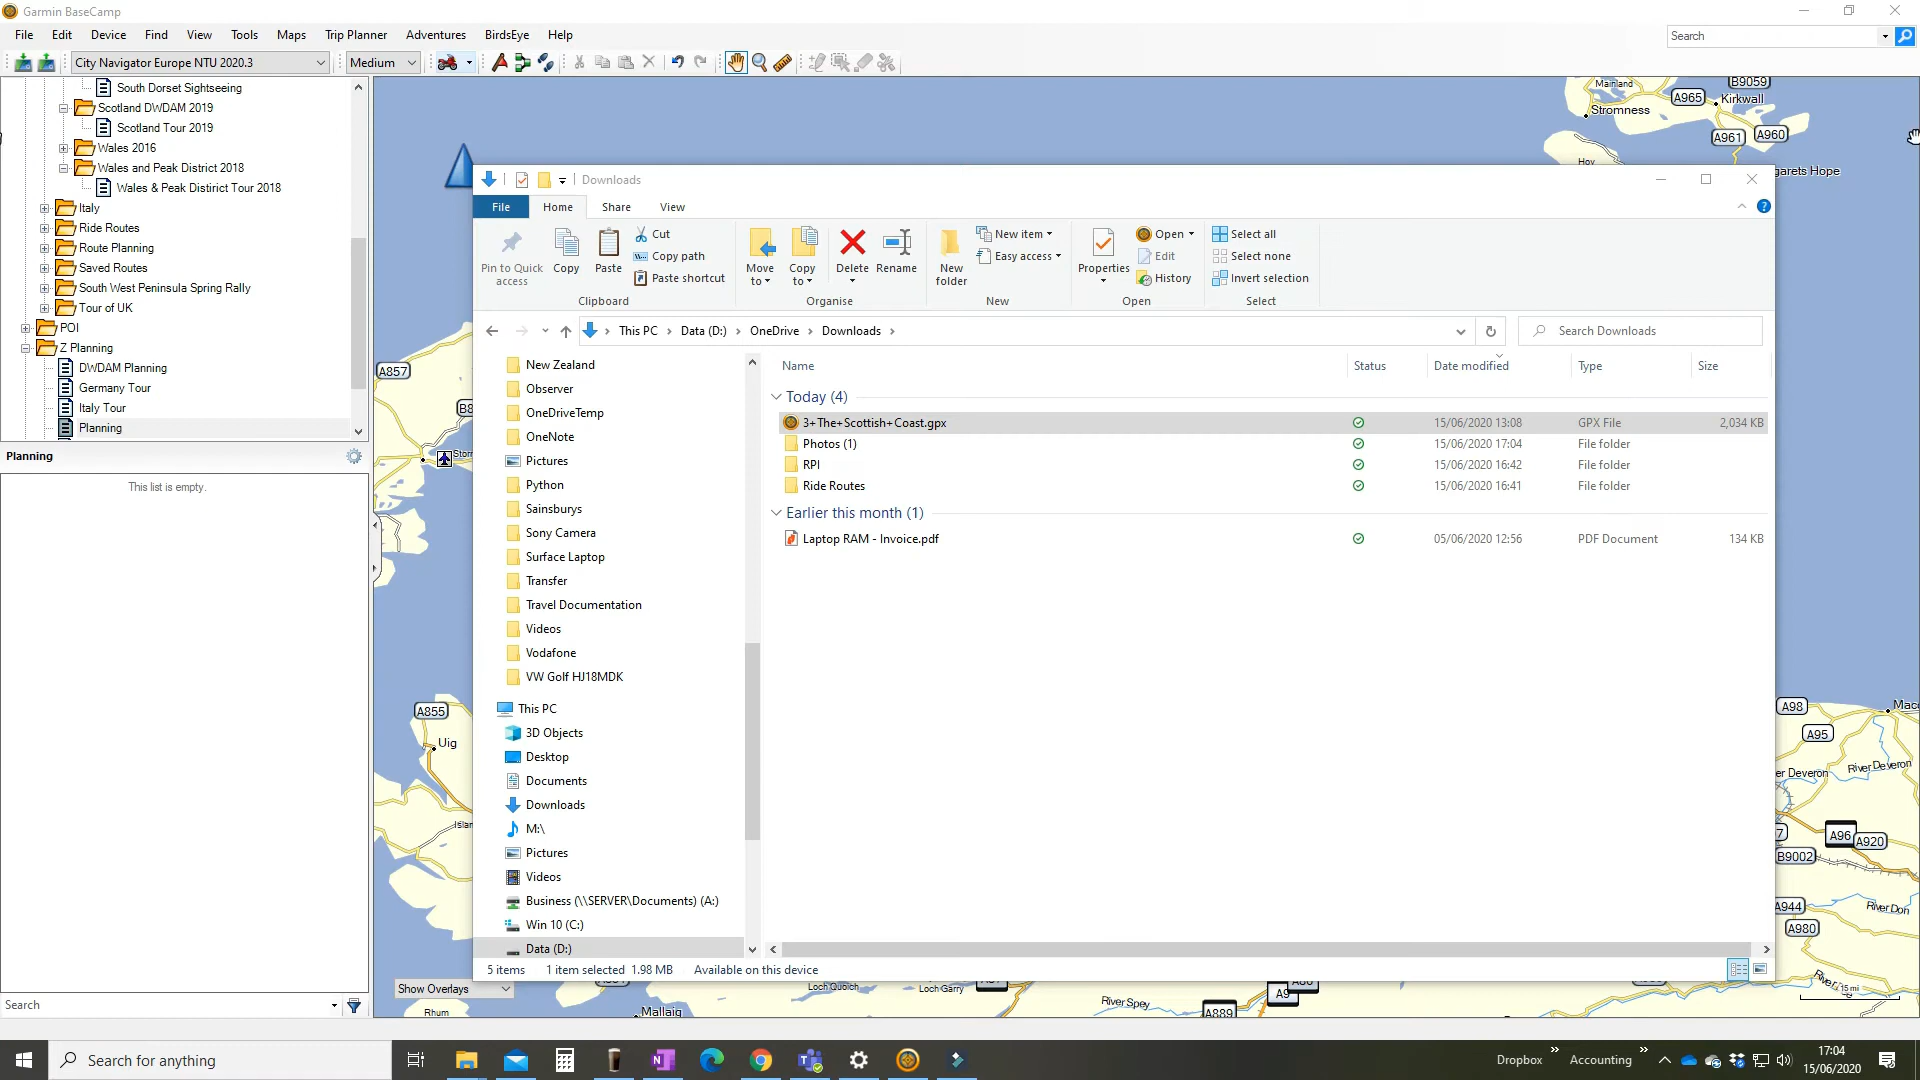 Garmin BaseCamp
File Edit Device Find View Tools Maps Trip Planner Adventures BirdsEye Help
Search
City Navigator Europe NTU 2020.3 Medium
South Dorset Sightseeing
Scotland DWDAM 2019
Scotland Tour 2019
Wales 2016
Wales and Peak District 2018
Wales & Peak Distirict Tour 2018
Italy
Ride Routes
Route Planning
Saved Routes
South West Peninsula Spring Rally
Tour of UK
POI
Z Planning
DWDAM Planning
Germany Tour
Italy Tour
Planning
Planning
This list is empty.
Search
Mainland
B9059
A965
Kirkwall
Stromness
A961
A960
Hoy
garets Hope
A857
B8
Storn
A855
Uig
Islan
Show Overlays
Rhum
Mallaig
Loch Quoich
Loch Garry
River Spey
A889
A9
A86
A98
Maco
A95
er Deveron
River Deveron
A96
A920
7
B9002
A944
River Don
A980
15 mi
Downloads
File Home Share View
Pin to Quick access
Copy
Paste
Cut
Copy path
Paste shortcut
Clipboard
Move to
Copy to
Delete
Rename
Organise
New folder
New item
Easy access
New
Properties
Open
Edit
History
Open
Select all
Select none
Invert selection
Select
This PC Data (D:) OneDrive Downloads
Search Downloads
New Zealand
Observer
OneDriveTemp
OneNote
Pictures
Python
Sainsburys
Sony Camera
Surface Laptop
Transfer
Travel Documentation
Videos
Vodafone
VW Golf HJ18MDK
This PC
3D Objects
Desktop
Documents
Downloads
M:\
Pictures
Videos
Business (\\SERVER\Documents) (A:)
Win 10 (C:)
Data (D:)
Name Status Date modified Type Size
Today (4)
3+The+Scottish+Coast.gpx 15/06/2020 13:08 GPX File 2,034 KB
Photos (1) 15/06/2020 17:04 File folder
RPI 15/06/2020 16:42 File folder
Ride Routes 15/06/2020 16:41 File folder
Earlier this month (1)
Laptop RAM - Invoice.pdf 05/06/2020 12:56 PDF Document 134 KB
5 items 1 item selected 1.98 MB Available on this device
Search for anything
Dropbox » Accounting »
17:04
15/06/2020